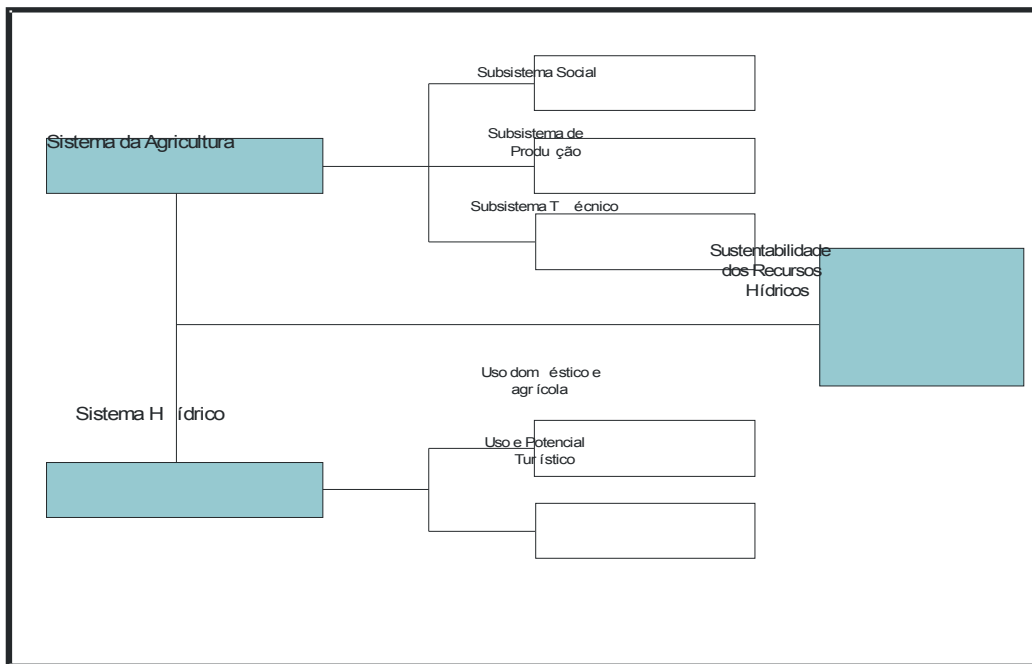 Subsistema Social
Sistema da Agricultura
Subsistema de
Produ ção
Subsistema T écnico
Sustentabilidade
dos Recursos
Hídricos
Uso dom éstico e
agr ícola
Sistema H ídrico
Uso e Potencial
Tur ístico